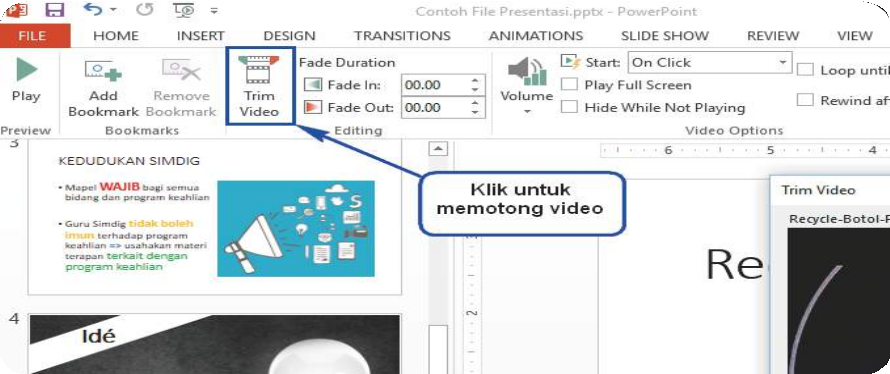 Contoh File Presentasi.pptx - PowerPoint
FILE HOME INSERT DESIGN TRANSITIONS ANIMATIONS SLIDE SHOW REVIEW VIEW
Play
Add Bookmark
Remove Bookmark
Trim Video
Fade Duration
Fade In: 00.00
Fade Out: 00.00
Volume
Start: On Click
Play Full Screen
Hide While Not Playing
Loop until
Rewind af
Preview Bookmarks Editing Video Options
6 5 4
3
KEDUDUKAN SIMDIG
• Mapel WAJIB bagi semua
bidang dan program keahlian
• Guru Simdig tidak boleh
imun terhadap program
keahlian => usahakan materi
terapan terkait dengan
program keahlian
4
Idé
Klik untuk
memotong video
2
Re
Trim Video
Recycle-Botol-P